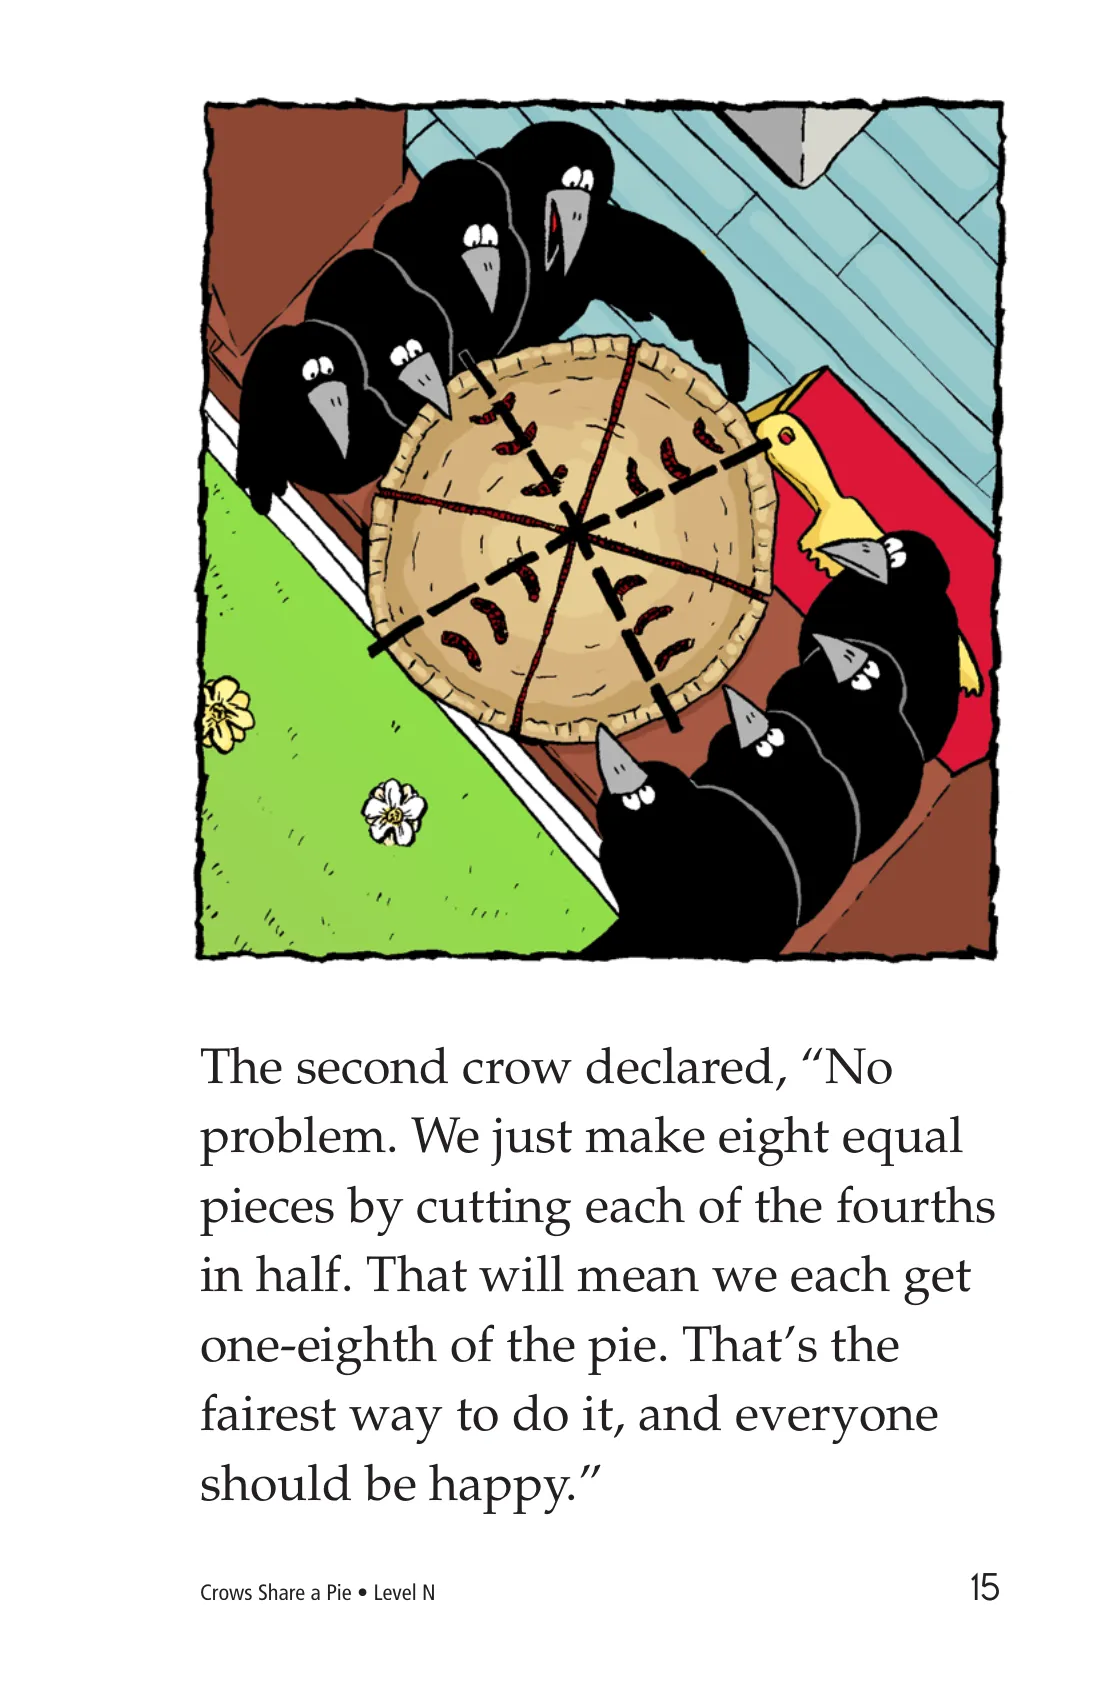 The second crow declared, “No
problem. We just make eight equal
pieces by cutting each of the fourths
in half. That will mean we each get
one-eighth of the pie. That’s the
fairest way to do it, and everyone
should be happy.”
Crows Share a Pie • Level N
15